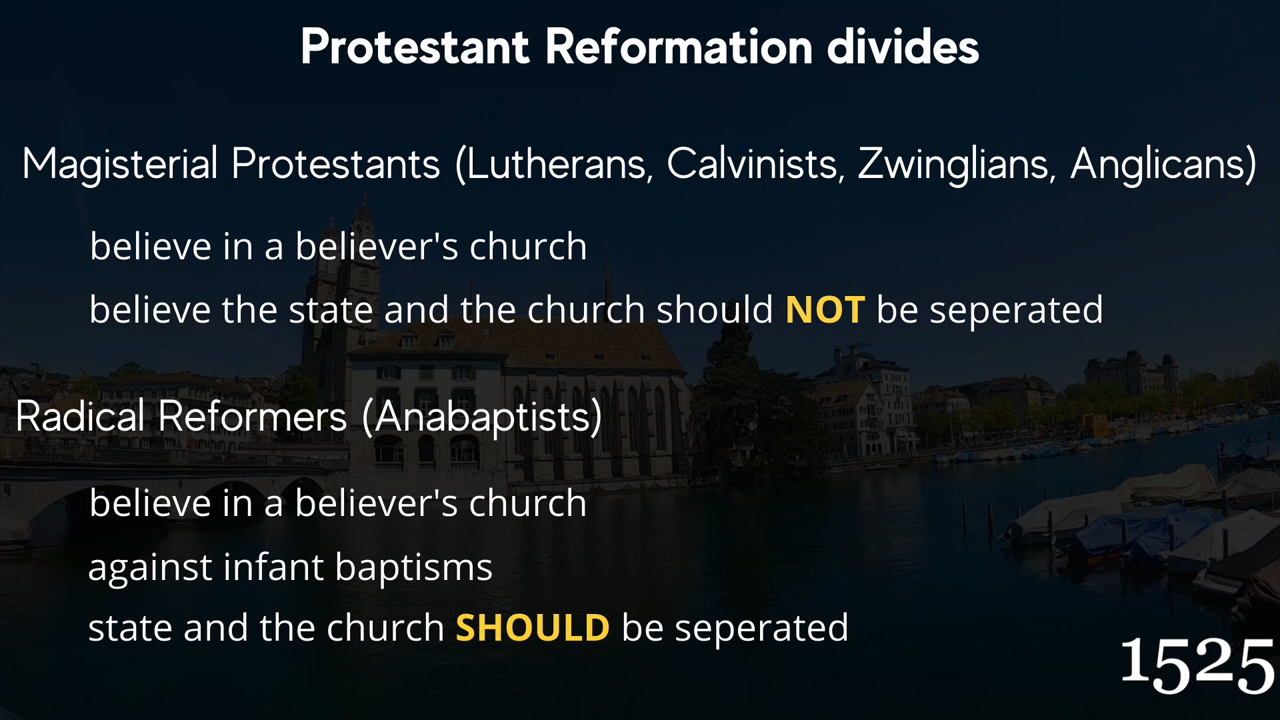 Protestant Reformation divides
Magisterial Protestants (Lutherans, Calvinists, Zwinglians, Anglicans)
believe in a believer's church
believe the state and the church should NOT be seperated
Radical Reformers (Anabaptists)
believe in a believer's church
against infant baptisms
state and the church SHOULD be seperated
1525